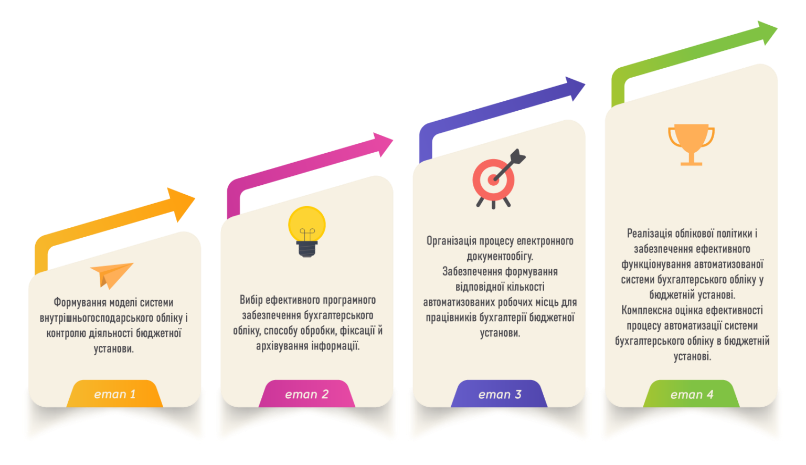 Формування моделі системи
внутрішньогосподарського обліку і
контролю діяльності бюджетної
установи.
етап 1
Вибір ефективного програмного
забезпечення бухгалтерського
обліку, способу обробки, фіксації й
архівування інформації.
етап 2
Організація процесу електронного
документообігу.
Забезпечення формування
відповідної кількості
автоматизованих робочих місць для
працівників бухгалтерії бюджетної
установи.
етап 3
Реалізація облікової політики і
забезпечення ефективного
функціонування автоматизованої
системи бухгалтерського обліку у
бюджетній установі.
Комплексна оцінка ефективності
процесу автоматизації системи
бухгалтерського обліку в бюджетній
установі.
етап 4